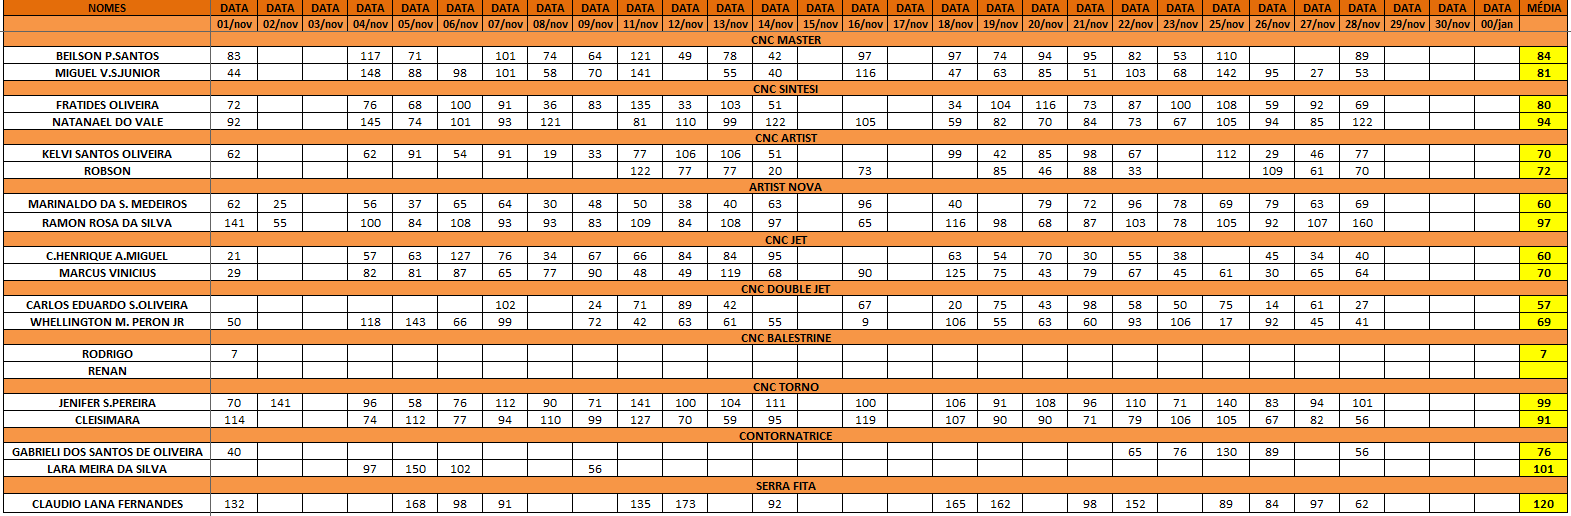 NOMES DATA DATA DATA DATA DATA DATA DATA DATA DATA DATA DATA DATA DATA DATA DATA DATA DATA DATA DATA DATA DATA DATA DATA DATA DATA DATA DATA DATA DATA MÉDIA
01/nov 02/nov 03/nov 04/nov 05/nov 06/nov 07/nov 08/nov 09/nov 11/nov 12/nov 13/nov 14/nov 15/nov 16/nov 17/nov 18/nov 19/nov 20/nov 21/nov 22/nov 23/nov 25/nov 26/nov 27/nov 28/nov 29/nov 30/nov 00/jan
CNC MASTER
BEILSON P.SANTOS 83 117 71 101 74 64 121 49 78 42 97 97 74 94 95 82 53 110 89 84
MIGUEL V.S.JUNIOR 44 148 88 98 101 58 70 141 55 40 116 47 63 85 51 103 68 142 95 27 53 81
CNC SINTESI
FRATIDES OLIVEIRA 72 76 68 100 91 36 83 135 33 103 51 34 104 116 73 87 100 108 59 92 69 80
NATANAEL DO VALE 92 145 74 101 93 121 81 110 99 122 105 59 82 70 84 73 67 105 94 85 122 94
CNC ARTIST
KELVI SANTOS OLIVEIRA 62 62 91 54 91 19 33 77 106 106 51 99 42 85 98 67 112 29 46 77 70
ROBSON 122 77 77 20 73 85 46 88 33 109 61 70 72
ARTIST NOVA
MARINALDO DA S. MEDEIROS 62 25 56 37 65 64 30 48 50 38 40 63 96 40 79 72 96 78 69 79 63 69 60
RAMON ROSA DA SILVA 141 55 100 84 108 93 93 83 109 84 108 97 65 116 98 68 87 103 78 105 92 107 160 97
CNC JET
C.HENRIQUE A.MIGUEL 21 57 63 127 76 34 67 66 84 84 95 63 54 70 30 55 38 45 34 40 60
MARCUS VINICIUS 29 82 81 87 65 77 90 48 49 119 68 90 125 75 43 79 67 45 61 30 65 64 70
CNC DOUBLE JET
CARLOS EDUARDO S.OLIVEIRA 102 24 71 89 42 67 20 75 43 98 58 50 75 14 61 27 57
WHELLINGTON M. PERON JR 50 118 143 66 99 72 42 63 61 55 9 106 55 63 60 93 106 17 92 45 41 69
CNC BALESTRINE
RODRIGO 7 7
RENAN
CNC TORNO
JENIFER S.PEREIRA 70 141 96 58 76 112 90 71 141 100 104 111 100 106 91 108 96 110 71 140 83 94 101 99
CLEISIMARA 114 74 112 77 94 110 99 127 70 59 95 119 107 90 90 71 79 106 105 67 82 56 91
CONTORNATRICE
GABRIELI DOS SANTOS DE OLIVEIRA 40 65 76 130 89 56 76
LARA MEIRA DA SILVA 97 150 102 56 101
SERRA FITA
CLAUDIO LANA FERNANDES 132 168 98 91 135 173 92 165 162 98 152 89 84 97 62 120